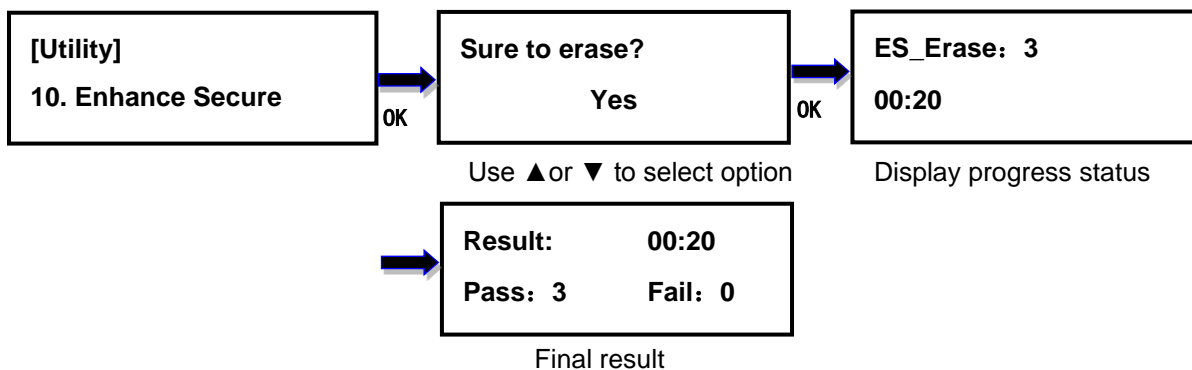 [Utility]
10. Enhance Secure
OK
Sure to erase?
Yes
OK
ES_Erase：3
00:20
Use ▲or ▼ to select option
Display progress status
Result: 00:20
Pass：3 Fail：0
Final result